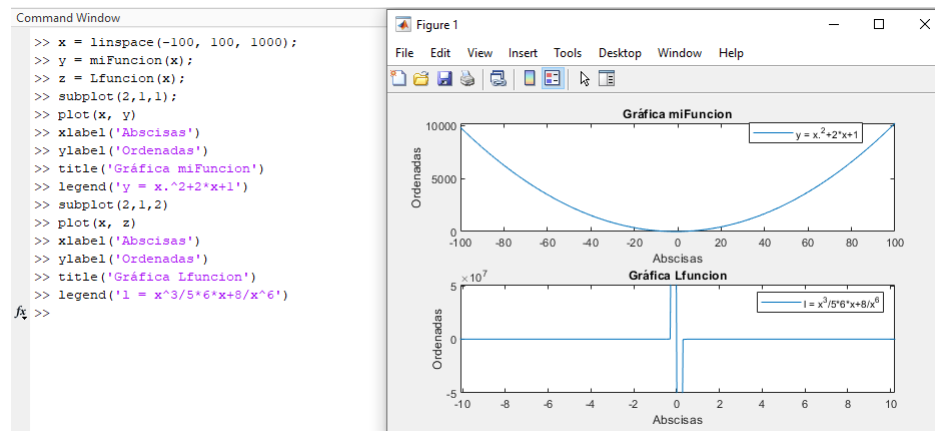 Command Window
>> x = linspace(-100, 100, 1000);
>> y = miFuncion(x);
>> z = Lfuncion(x);
>> subplot(2,1,1);
>> plot(x, y)
>> xlabel('Abscisas')
>> ylabel('Ordenadas')
>> title('Gráfica miFuncion')
>> legend('y = x.^2+2*x+1')
>> subplot(2,1,2)
>> plot(x, z)
>> xlabel('Abscisas')
>> ylabel('Ordenadas')
>> title('Gráfica Lfuncion')
>> legend('l = x^3/5*6*x+8/x^6')
fx >>
Figure 1
File Edit View Insert Tools Desktop Window Help
Gráfica miFuncion
y = x.²+2*x+1
10000
5000
0
Ordenadas
-100 -80 -60 -40 -20 0 20 40 60 80 100
Abscisas
Gráfica Lfuncion
×10⁷
l = x³/5*6*x+8/x⁶
5
0
-5
Ordenadas
-10 -8 -6 -4 -2 0 2 4 6 8 10
Abscisas